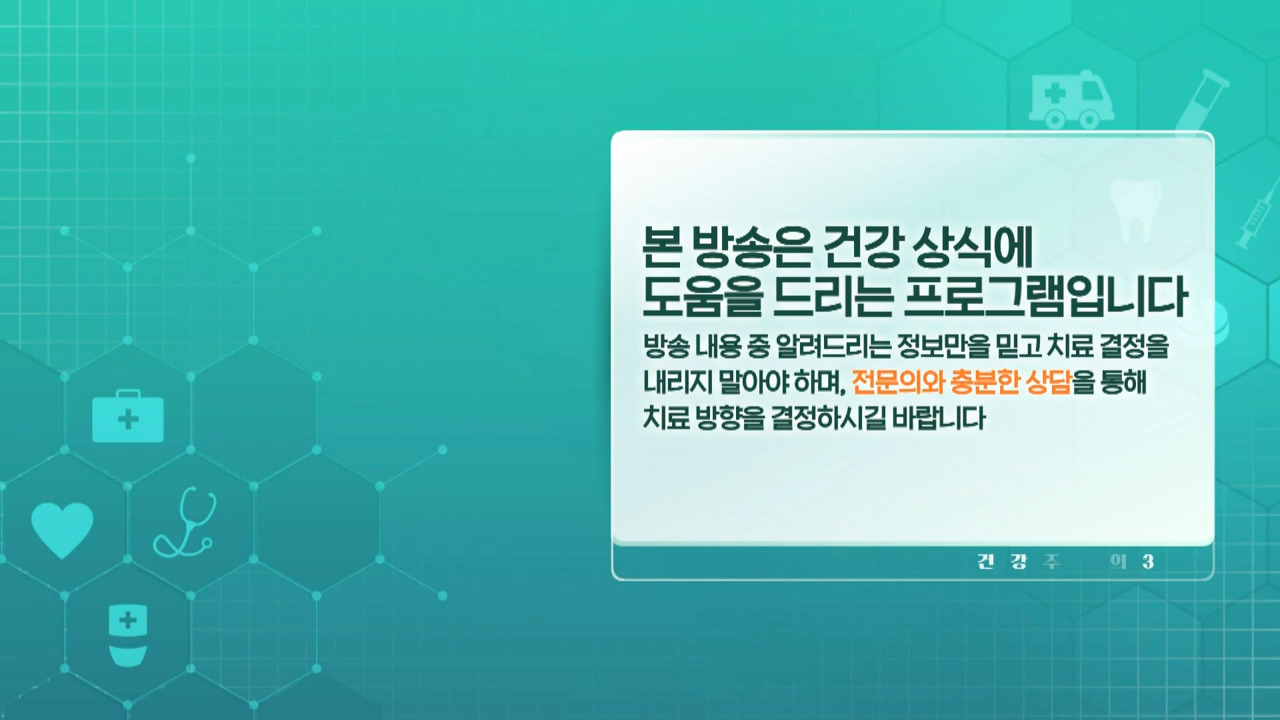 본 방송은 건강 상식에
도움을 드리는 프로그램입니다
방송 내용 중 알려드리는 정보만을 믿고 치료 결정을
내리지 말아야 하며, 전문의와 충분한 상담을 통해
치료 방향을 결정하시길 바랍니다
건 강 주 의 3